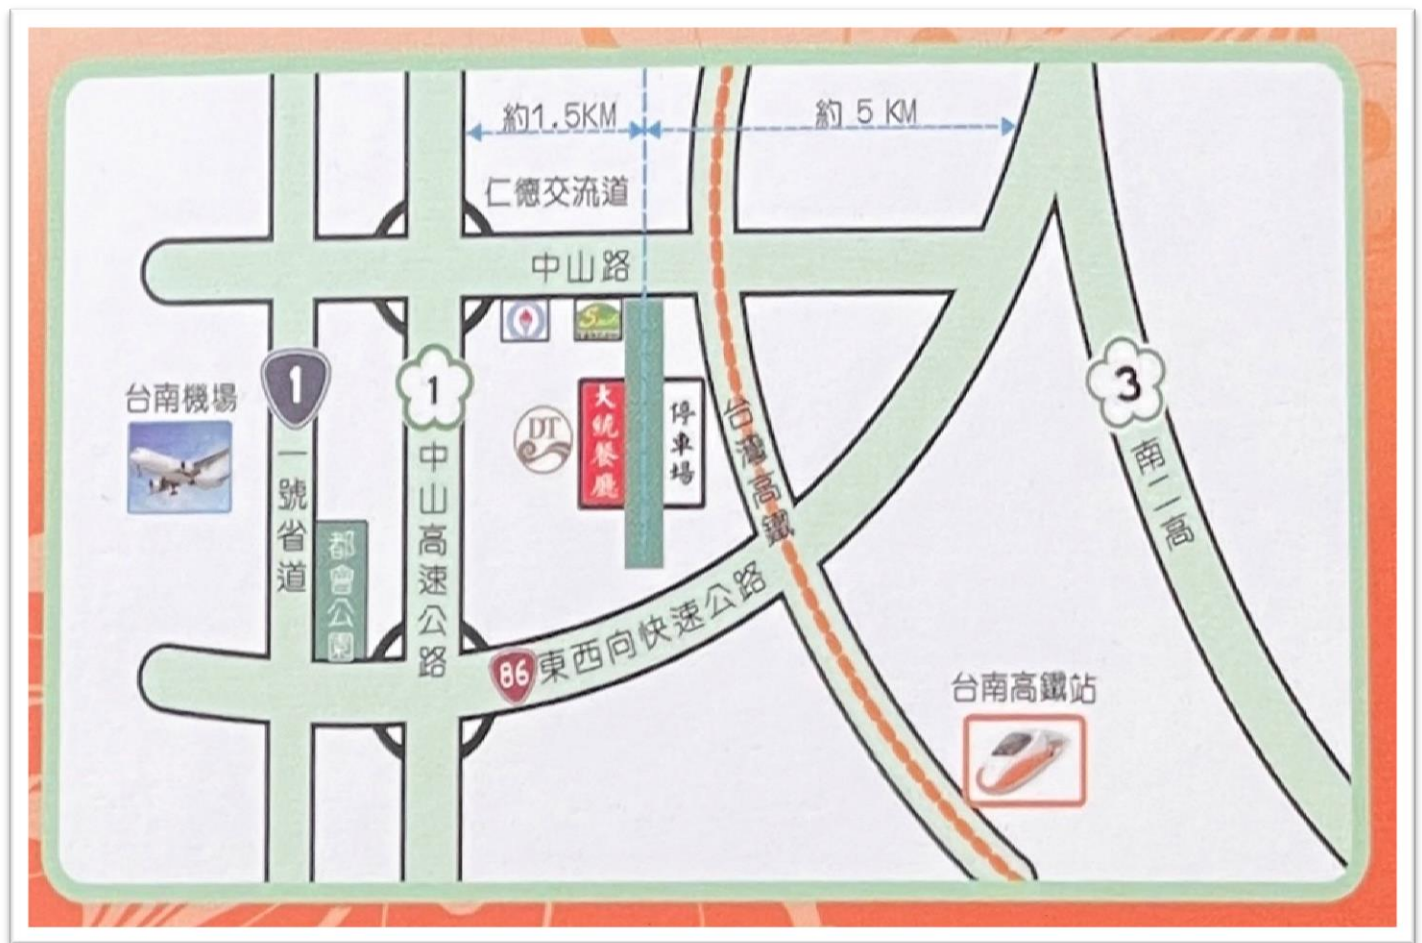 約1.5KM
約 5 KM
仁德交流道
中山路
1
一號省道
1
中山高速公路
3
南二高
台南機場
DT
大統餐廳
停車場
台灣高鐵
都會公園
86
東西向快速公路
台南高鐵站